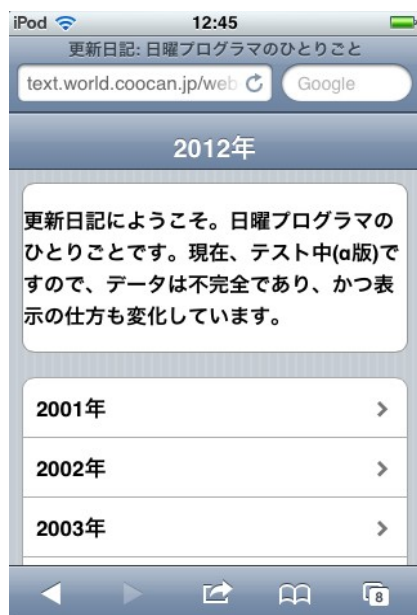 iPod 12:45
更新日記: 日曜プログラマのひとりごと
text.world.coocan.jp/web Google
2012年
更新日記にようこそ。日曜プログラマの
ひとりごとです。現在、テスト中(α版)で
すので、データは不完全であり、かつ表
示の仕方も変化しています。
2001年
2002年
2003年
8